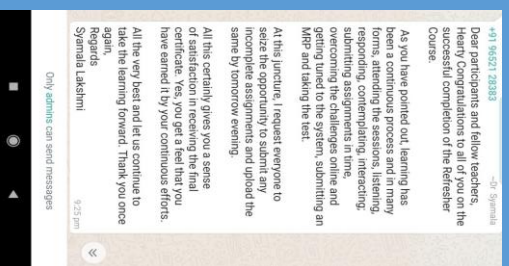 +91 96521 28383 ~Dr. Syamala
Dear participants and fellow teachers,
Hearty Congratulations to all of you on the
successful completion of the Refresher
Course.
As you have pointed out, learning has
been a continuous process and in many
forms, attending the sessions, listening,
responding, contemplating, interacting;
submitting assignments in time,
overcoming the challenges online and
getting tuned to the system, submitting an
MRP and taking the test.
At this juncture, I request everyone to
seize the opportunity to submit any
incomplete assignments and upload the
same by tomorrow evening.
All this certainly gives you a sense
of satisfaction in receiving the final
certificate. Yes, you get a feel that you
have earned it by your continuous efforts.
All the very best and let us continue to
take the learning forward. Thank you once
again,
Regards
Syamala Lakshmi
9:25 pm
Only admins can send messages